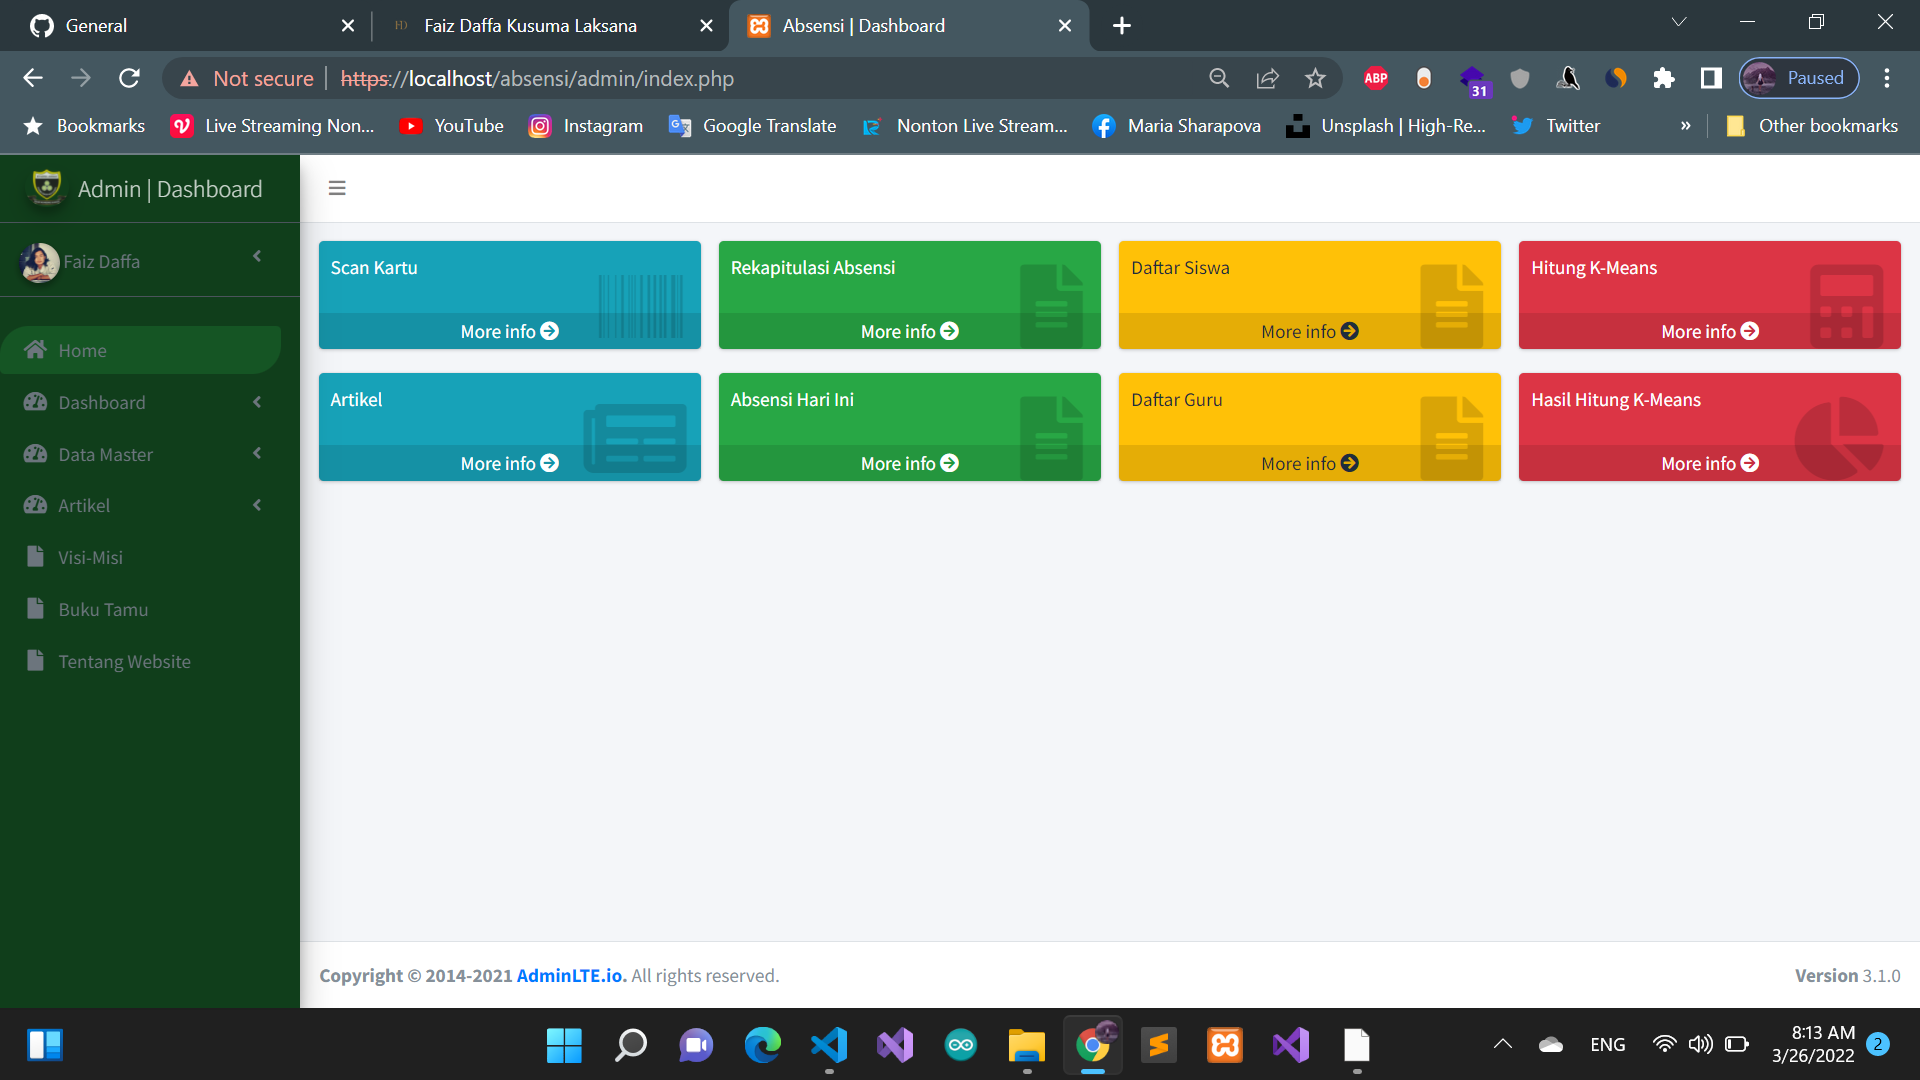 General
Faiz Daffa Kusuma Laksana
Absensi | Dashboard
Not secure
https://localhost/absensi/admin/index.php
ABP
31
Paused
Bookmarks
Live Streaming Non...
YouTube
Instagram
Google Translate
Nonton Live Stream...
Maria Sharapova
Unsplash | High-Re...
Twitter
»
Other bookmarks
Admin | Dashboard
Faiz Daffa
Home
Dashboard
Data Master
Artikel
Visi-Misi
Buku Tamu
Tentang Website
Scan Kartu
More info
Rekapitulasi Absensi
More info
Daftar Siswa
More info
Hitung K-Means
More info
Artikel
More info
Absensi Hari Ini
More info
Daftar Guru
More info
Hasil Hitung K-Means
More info
Copyright © 2014-2021 AdminLTE.io. All rights reserved.
Version 3.1.0
ENG
8:13 AM
3/26/2022
2